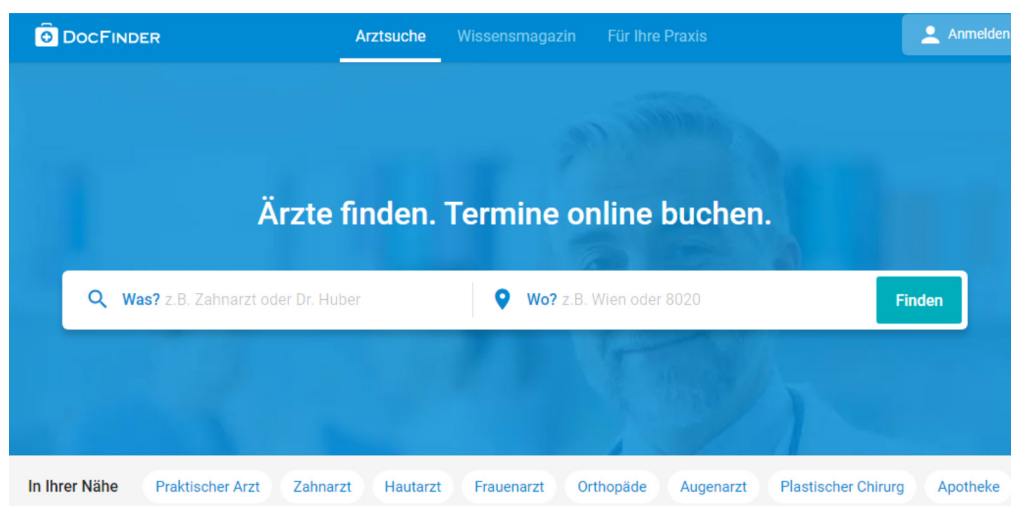 DOCFINDER Arztsuche Wissensmagazin Für Ihre Praxis Anmelden
Ärzte finden. Termine online buchen.
Was? z.B. Zahnarzt oder Dr. Huber Wo? z.B. Wien oder 8020 Finden
In Ihrer Nähe Praktischer Arzt Zahnarzt Hautarzt Frauenarzt Orthopäde Augenarzt Plastischer Chirurg Apotheke